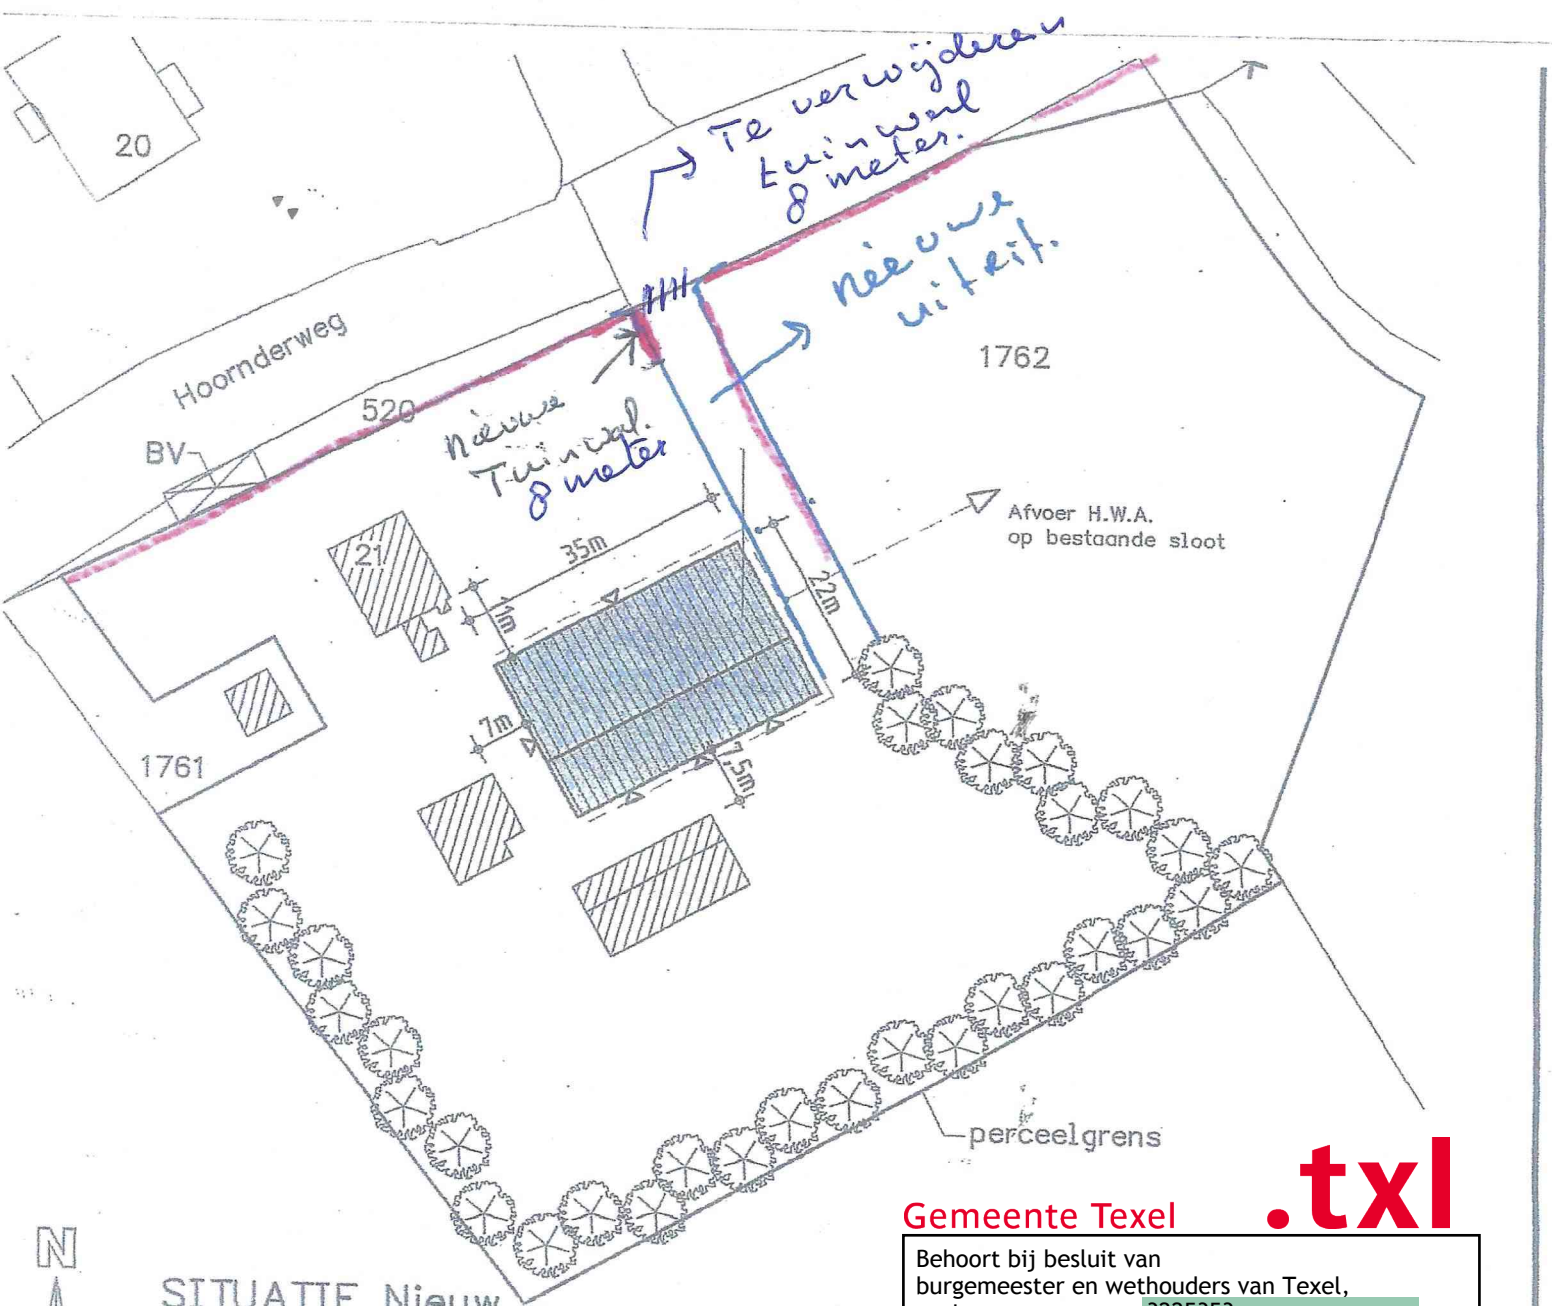 20
Te verwijderen
tuinwal
8 meter.
nieuwe
uitrit.
Hoornderweg
520
BV
1762
nieuwe
Tuinwal.
8 meter
Afvoer H.W.A.
op bestaande sloot
21
35m
11m
22m
7m
7,5m
1761
perceelgrens
N
SITUATIE Nieuw
.txl
Gemeente Texel
Behoort bij besluit van
burgemeester en wethouders van Texel,
3225252